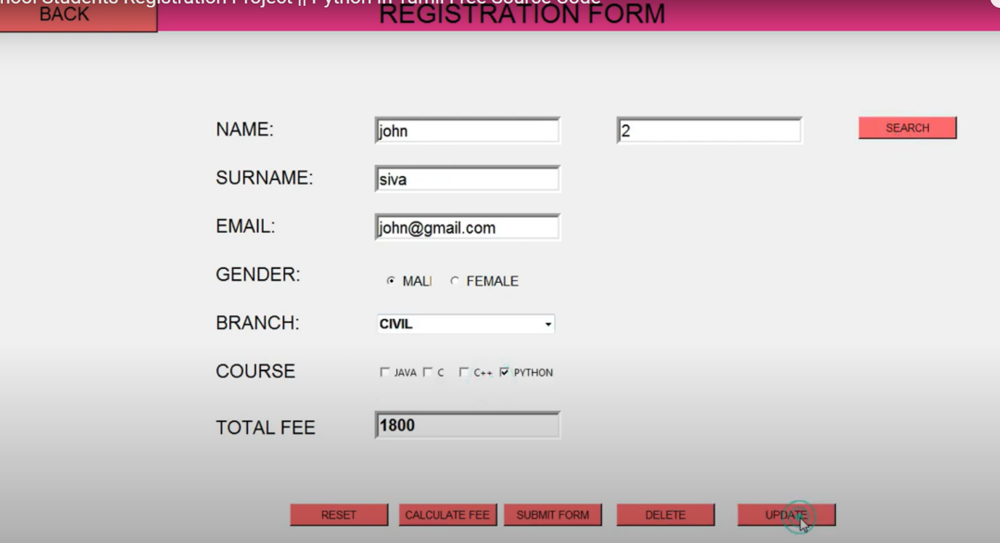 Students Registration Project || Python in Tamil Free Source Code
BACK
REGISTRATION FORM
NAME:
john
2
SEARCH
SURNAME:
siva
EMAIL:
john@gmail.com
GENDER:
MAL
FEMALE
BRANCH:
CIVIL
COURSE
JAVA C C++ PYTHON
TOTAL FEE
1800
RESET
CALCULATE FEE
SUBMIT FORM
DELETE
UPDATE